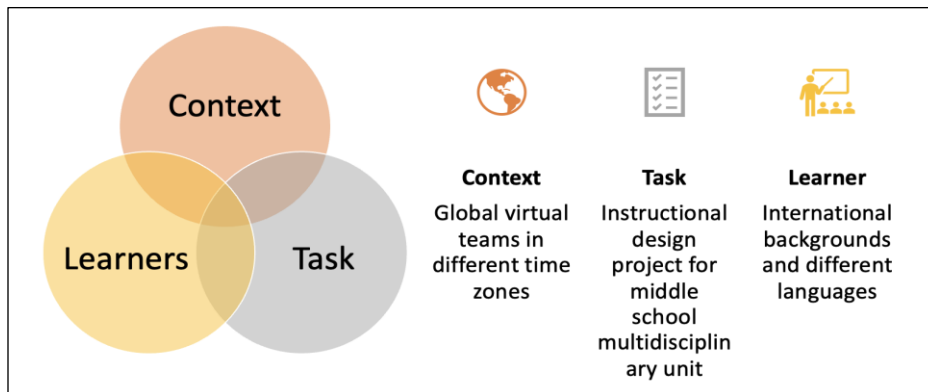 Context
Learners
Task
Context
Global virtual
teams in
different time
zones
Task
Instructional
design
project for
middle
school
multidisciplin
ary unit
Learner
International
backgrounds
and different
languages